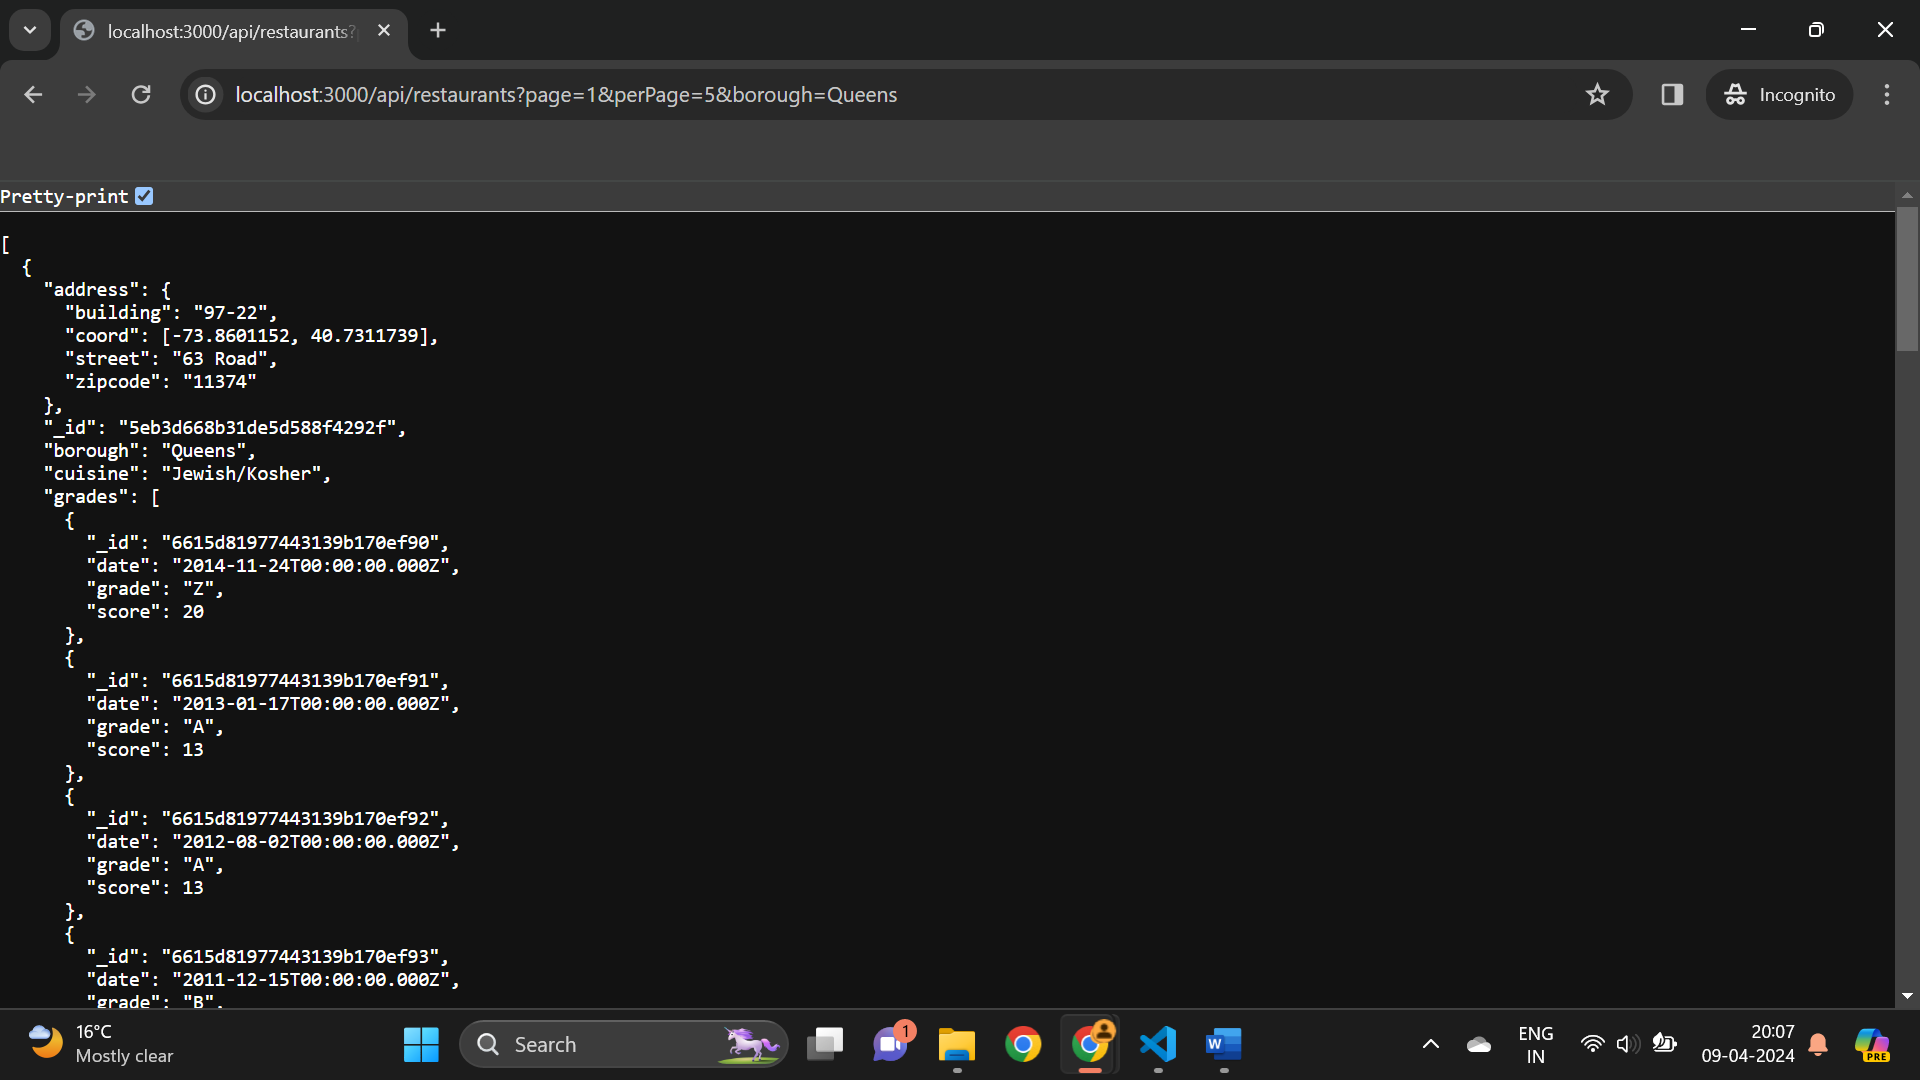 localhost:3000/api/restaurants?
localhost:3000/api/restaurants?page=1&perPage=5&borough=Queens
Incognito
Pretty-print
[
  {
    "address": {
      "building": "97-22",
      "coord": [-73.8601152, 40.7311739],
      "street": "63 Road",
      "zipcode": "11374"
    },
    "_id": "5eb3d668b31de5d588f4292f",
    "borough": "Queens",
    "cuisine": "Jewish/Kosher",
    "grades": [
      {
        "_id": "6615d81977443139b170ef90",
        "date": "2014-11-24T00:00:00.000Z",
        "grade": "Z",
        "score": 20
      },
      {
        "_id": "6615d81977443139b170ef91",
        "date": "2013-01-17T00:00:00.000Z",
        "grade": "A",
        "score": 13
      },
      {
        "_id": "6615d81977443139b170ef92",
        "date": "2012-08-02T00:00:00.000Z",
        "grade": "A",
        "score": 13
      },
      {
        "_id": "6615d81977443139b170ef93",
        "date": "2011-12-15T00:00:00.000Z",
        "grade": "B",
16°C
Mostly clear
Search
1
W
ENG
IN
20:07
09-04-2024
PRE